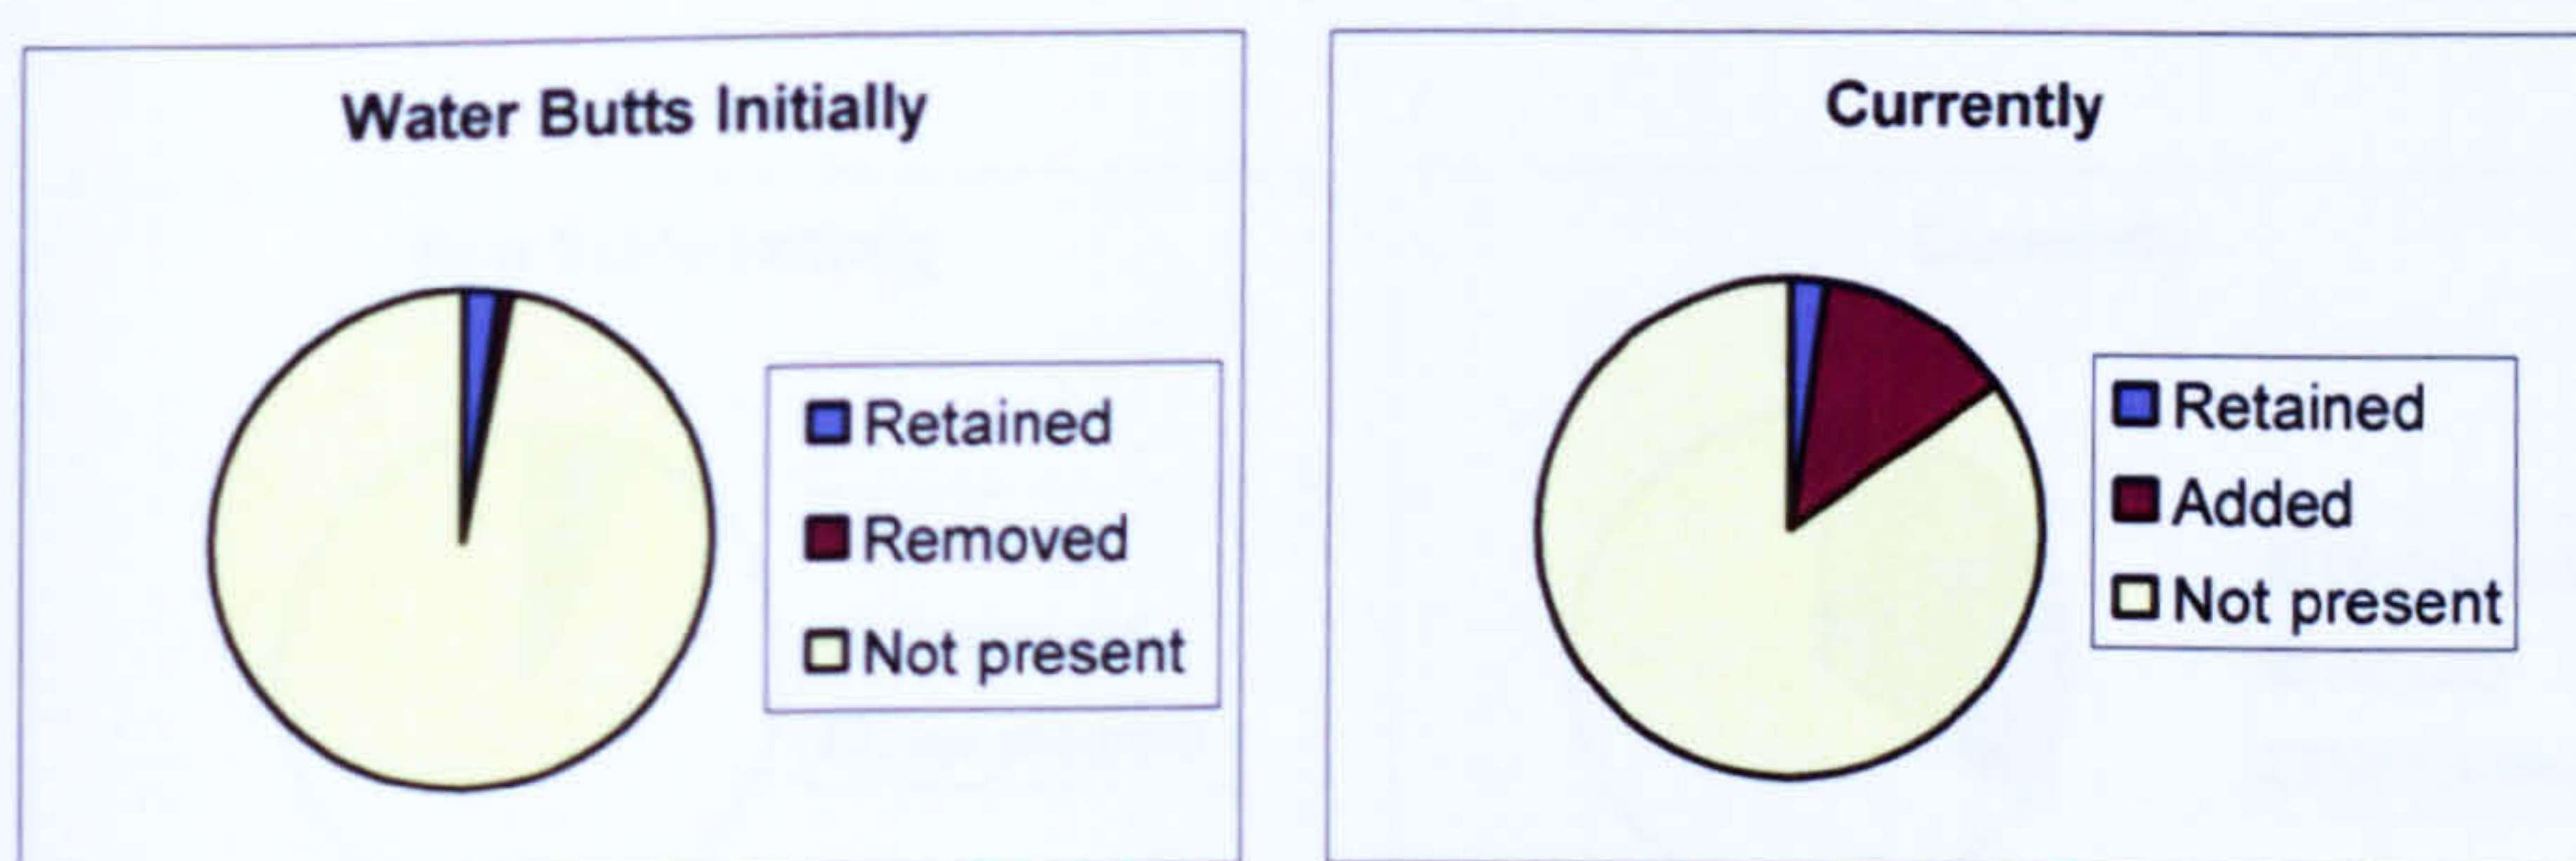 Water Butts Initially
Retained
Removed
Not present
Currently
Retained
Added
Not present